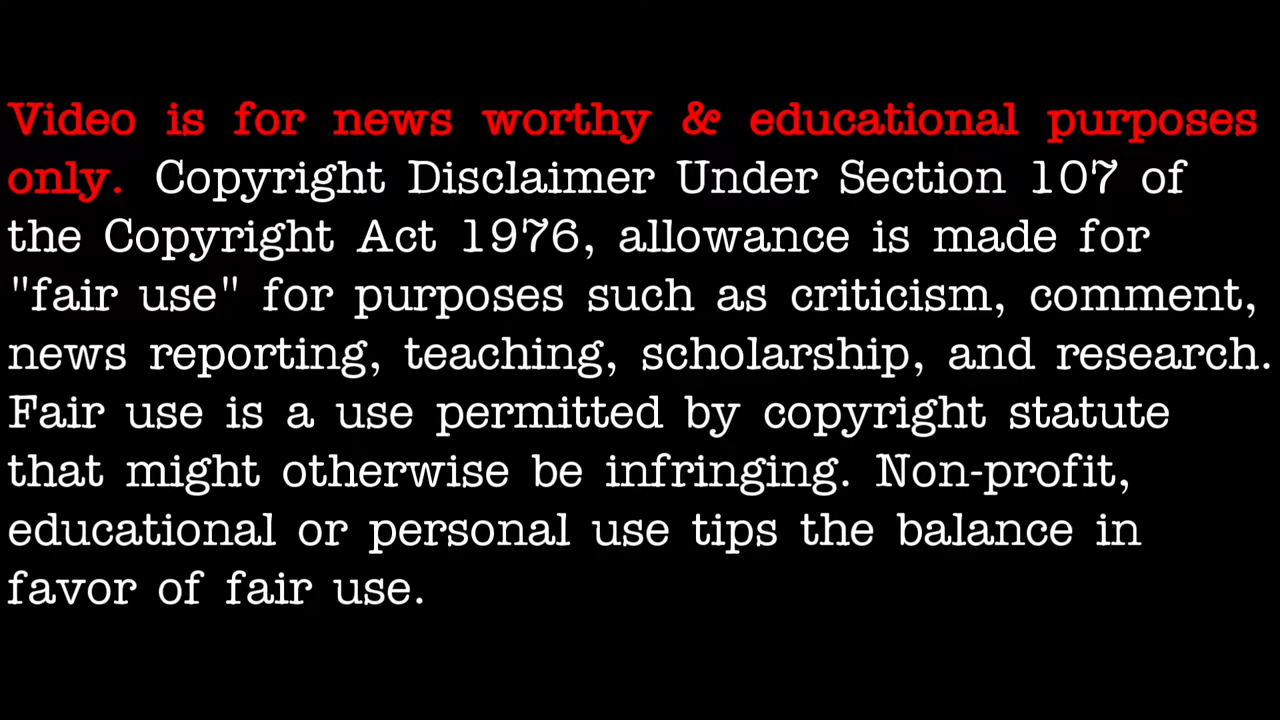 Video is for news worthy & educational purposes
only. Copyright Disclaimer Under Section 107 of
the Copyright Act 1976, allowance is made for
"fair use" for purposes such as criticism, comment,
news reporting, teaching, scholarship, and research.
Fair use is a use permitted by copyright statute
that might otherwise be infringing. Non-profit,
educational or personal use tips the balance in
favor of fair use.